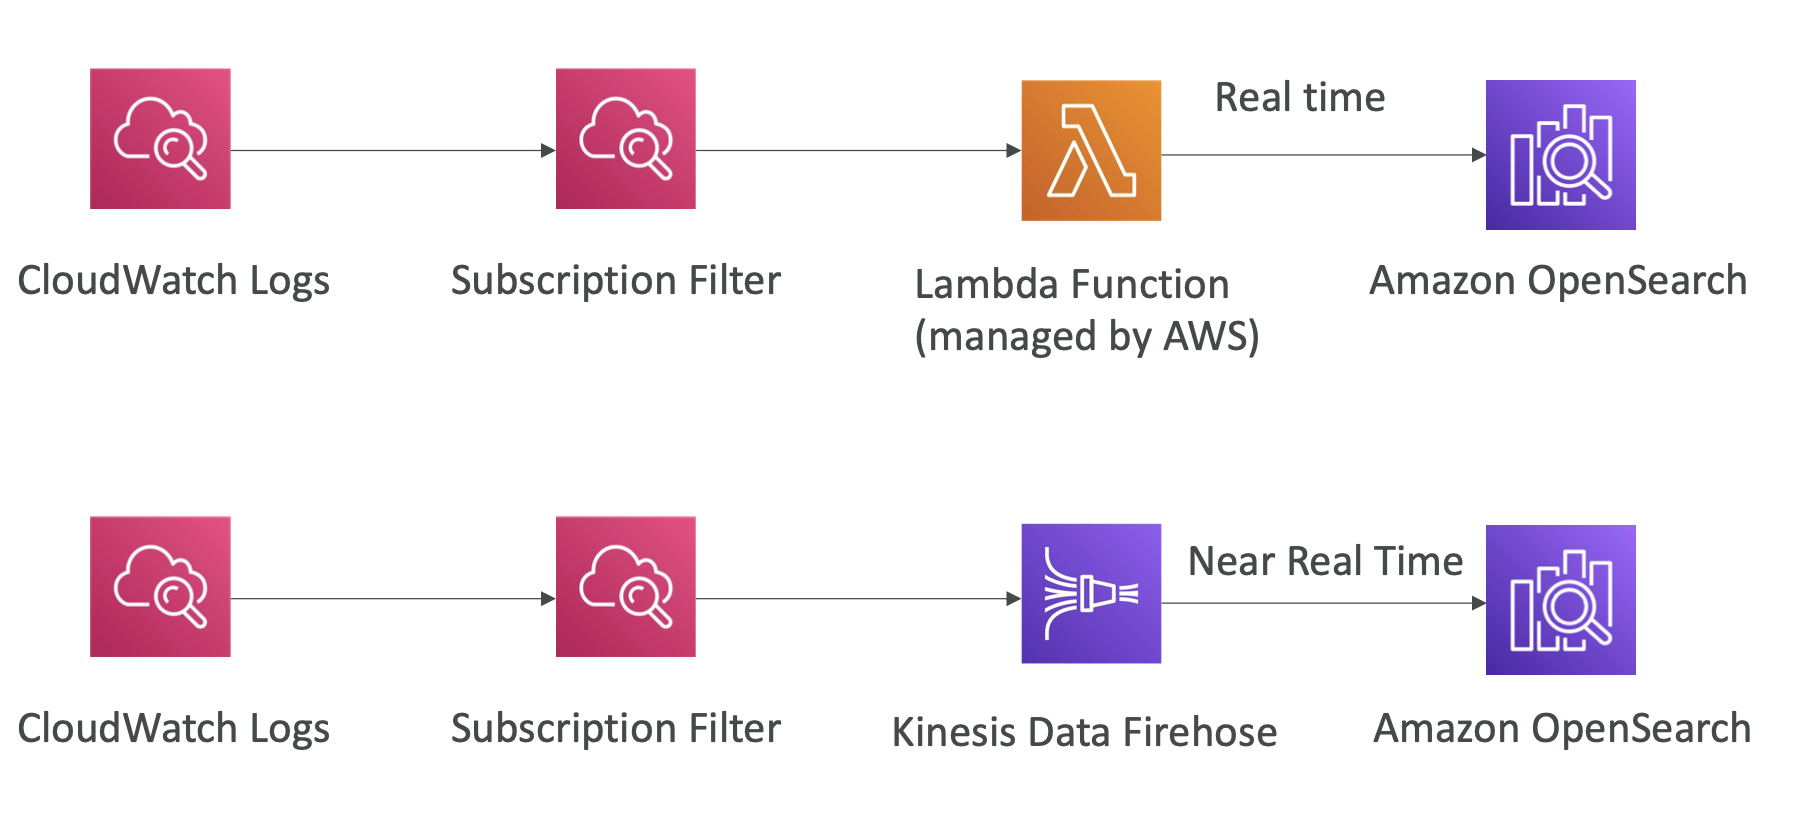 Real time
CloudWatch Logs
Subscription Filter
Lambda Function
(managed by AWS)
Amazon OpenSearch
Near Real Time
CloudWatch Logs
Subscription Filter
Kinesis Data Firehose
Amazon OpenSearch